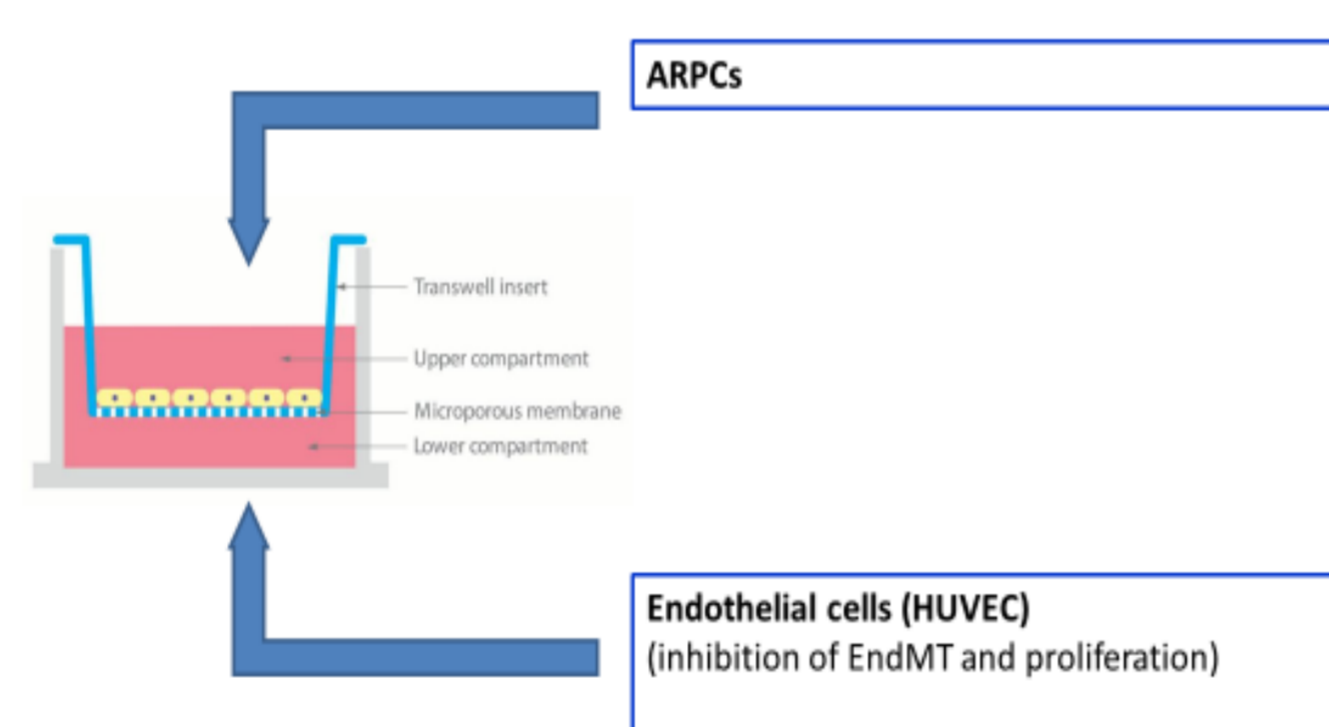 ARPCs
Transwell insert
Upper compartment
Microporous membrane
Lower compartment
Endothelial cells (HUVEC)
(inhibition of EndMT and proliferation)